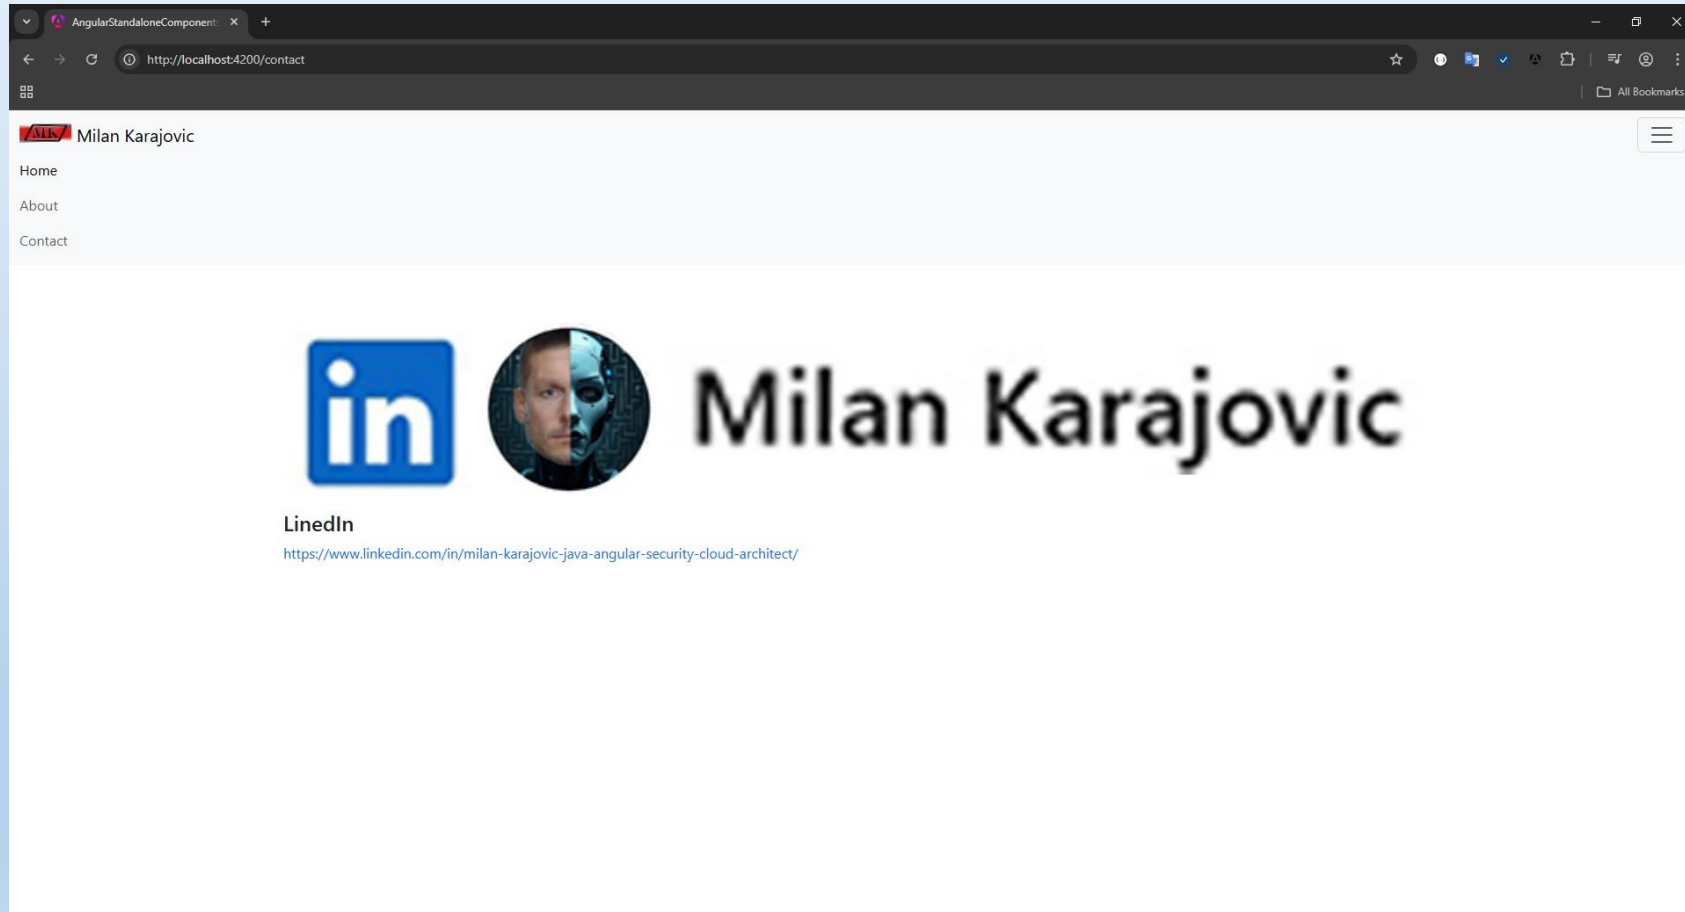 AngularStandaloneComponent
http://localhost:4200/contact
All Bookmarks
MK Milan Karajovic
Home
About
Contact
in Milan Karajovic
LinedIn
https://www.linkedin.com/in/milan-karajovic-java-angular-security-cloud-architect/